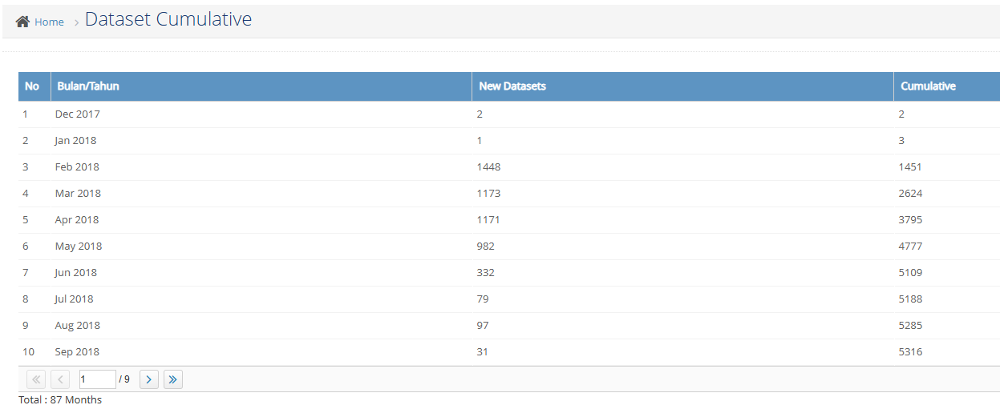 Home > Dataset Cumulative
No Bulan/Tahun New Datasets Cumulative
1 Dec 2017 2 2
2 Jan 2018 1 3
3 Feb 2018 1448 1451
4 Mar 2018 1173 2624
5 Apr 2018 1171 3795
6 May 2018 982 4777
7 Jun 2018 332 5109
8 Jul 2018 79 5188
9 Aug 2018 97 5285
10 Sep 2018 31 5316
1 / 9
Total : 87 Months